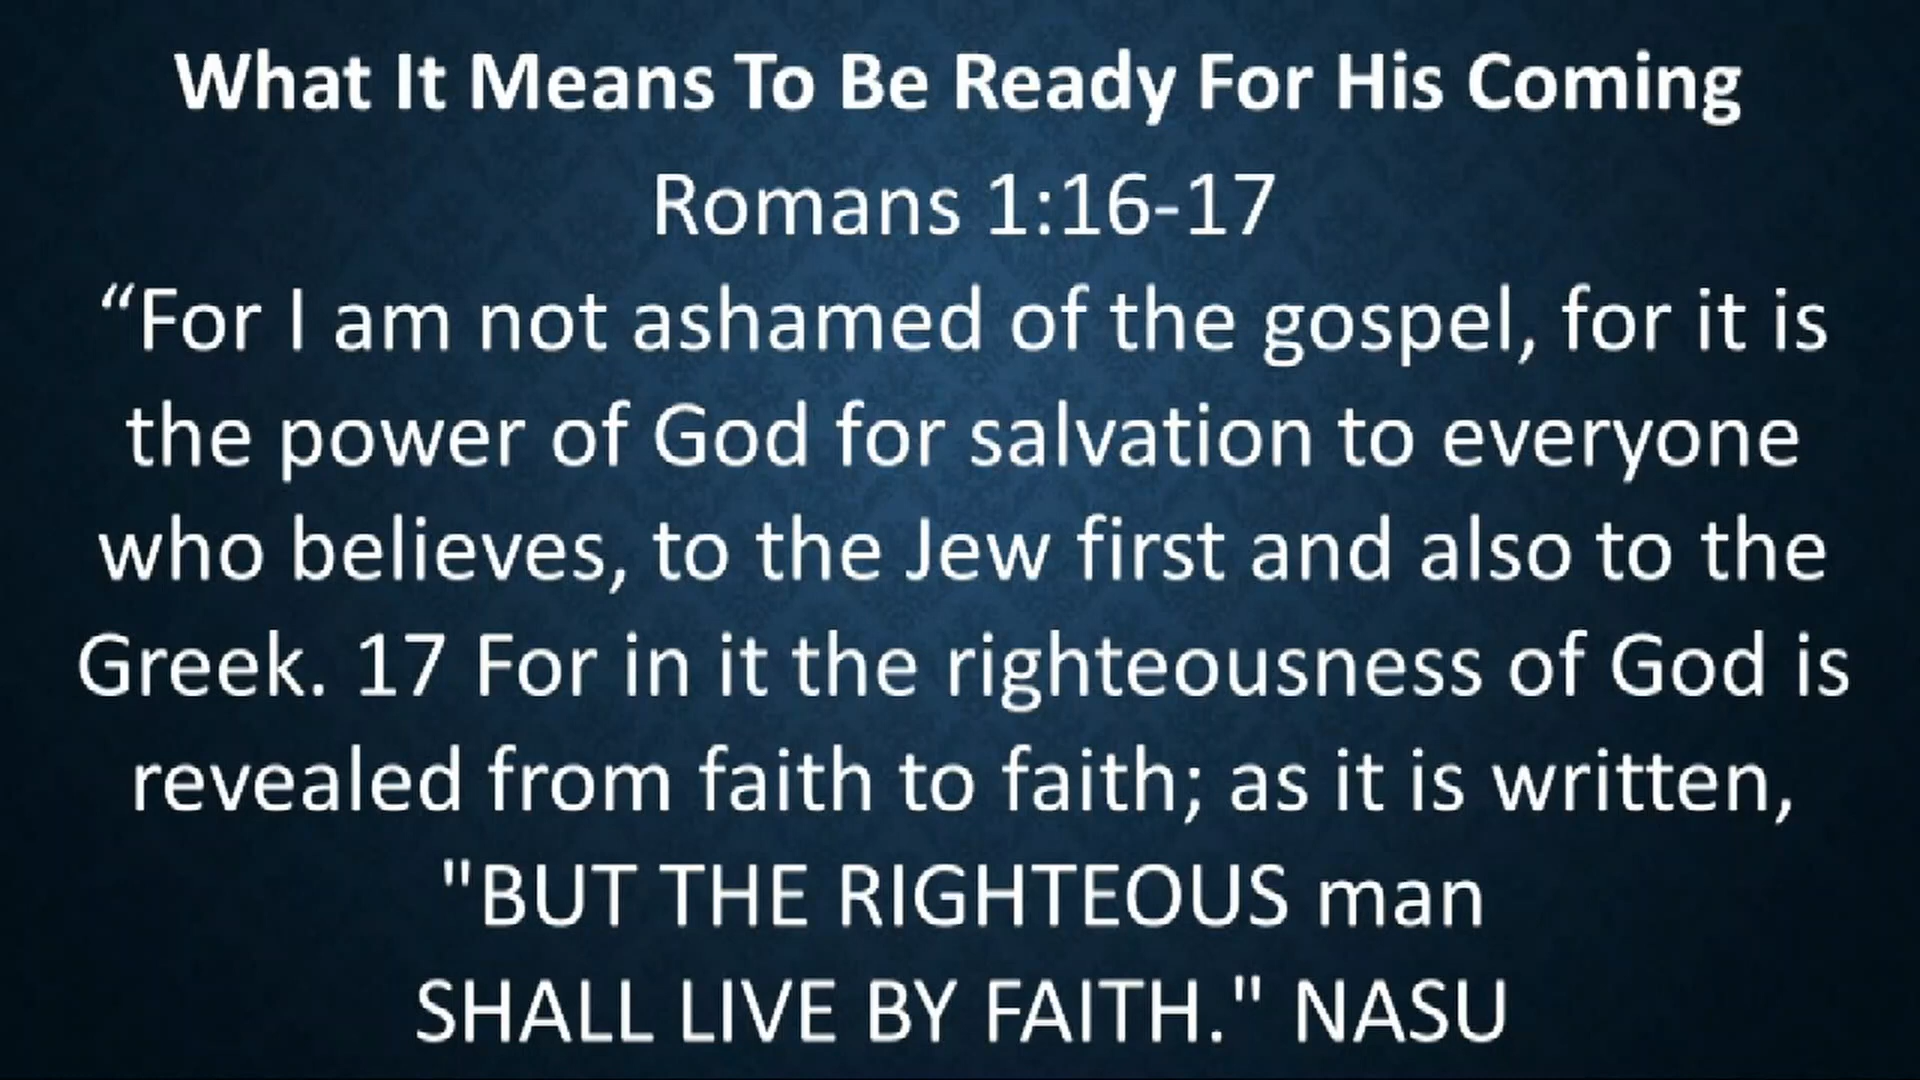 What It Means To Be Ready For His Coming
Romans 1:16-17
“For I am not ashamed of the gospel, for it is
the power of God for salvation to everyone
who believes, to the Jew first and also to the
Greek. 17 For in it the righteousness of God is
revealed from faith to faith; as it is written,
"BUT THE RIGHTEOUS man
SHALL LIVE BY FAITH." NASU